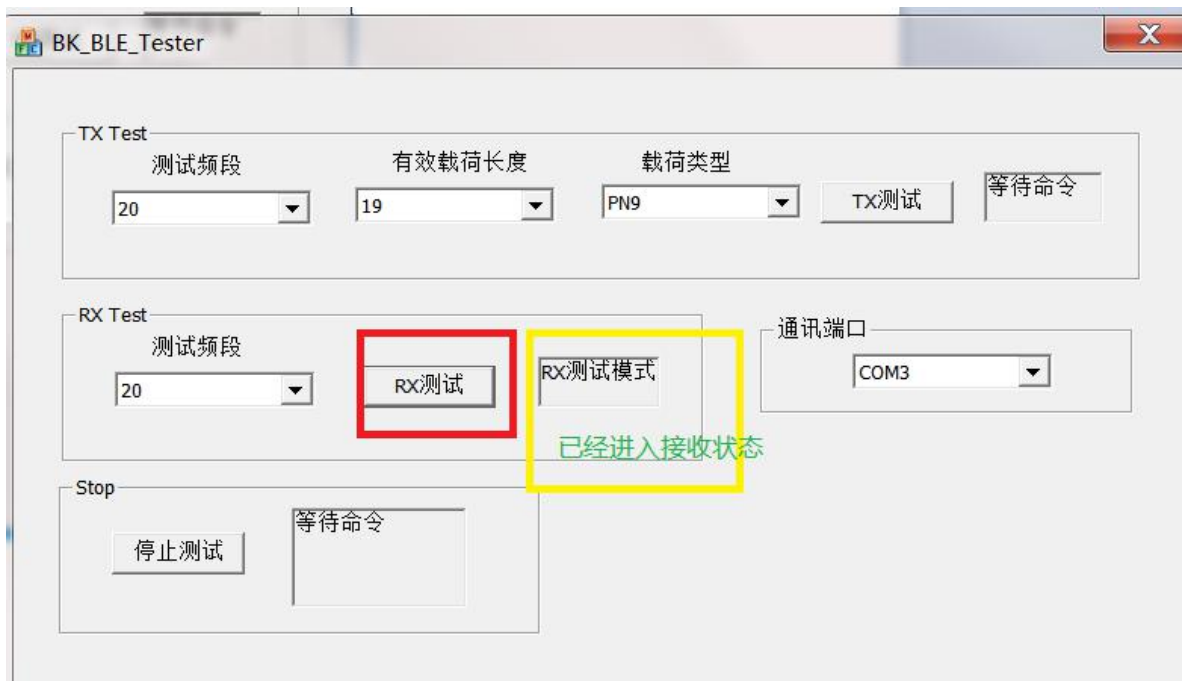 BK_BLE_Tester
TX Test
测试频段 有效载荷长度 载荷类型
20 19 PN9 TX测试 等待命令
RX Test
测试频段
20 RX测试 RX测试模式
已经进入接收状态
通讯端口
COM3
Stop
停止测试 等待命令